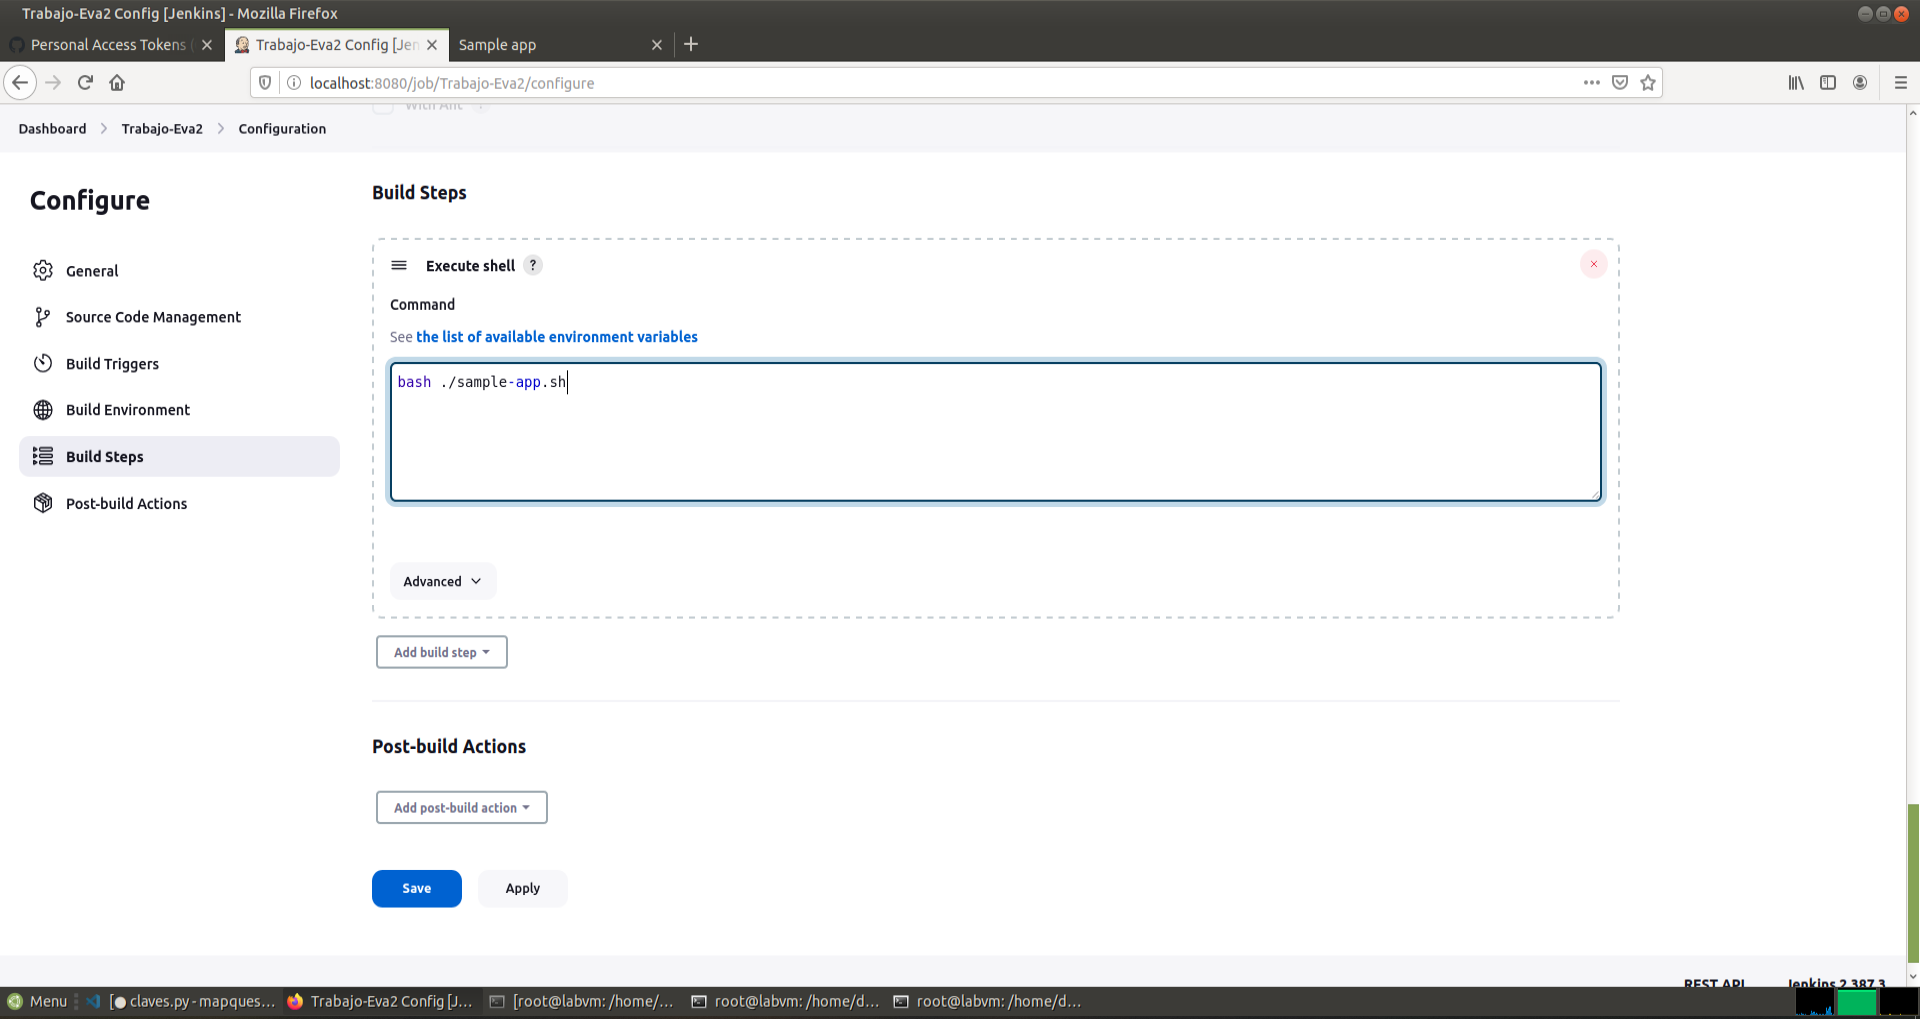 Trabajo-Eva2 Config [Jenkins] - Mozilla Firefox
Personal Access Tokens (
Trabajo-Eva2 Config [Jen
Sample app
localhost:8080/job/Trabajo-Eva2/configure
With Ant ?
Dashboard
Trabajo-Eva2
Configuration
Configure
General
Source Code Management
Build Triggers
Build Environment
Build Steps
Post-build Actions
Build Steps
Execute shell ?
Command
See the list of available environment variables
bash ./sample-app.sh
Advanced
Add build step
Post-build Actions
Add post-build action
Save
Apply
REST API
Jenkins 2.387.3
Menu
[● claves.py - mapques...
Trabajo-Eva2 Config [J...
[root@labvm: /home/...
root@labvm: /home/d...
root@labvm: /home/d...